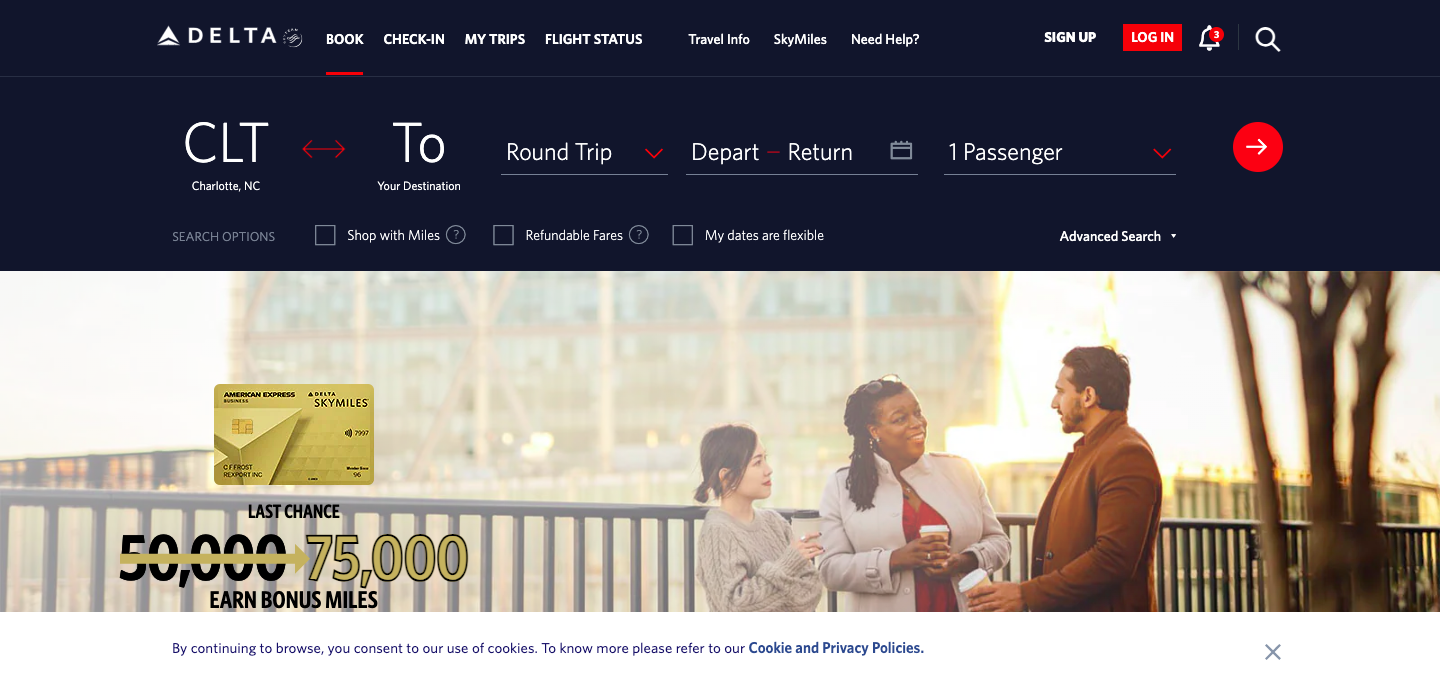 DELTA
BOOK
CHECK-IN
MY TRIPS
FLIGHT STATUS
Travel Info
SkyMiles
Need Help?
SIGN UP
LOG IN
3
CLT
Charlotte, NC
To
Your Destination
Round Trip
Depart – Return
1 Passenger
SEARCH OPTIONS
Shop with Miles ?
Refundable Fares ?
My dates are flexible
Advanced Search
AMERICAN EXPRESS
BUSINESS
DELTA
SKYMILES
7997
C F FROST
REXPORT INC
96
LAST CHANCE
50,000 75,000
EARN BONUS MILES
By continuing to browse, you consent to our use of cookies. To know more please refer to our Cookie and Privacy Policies.